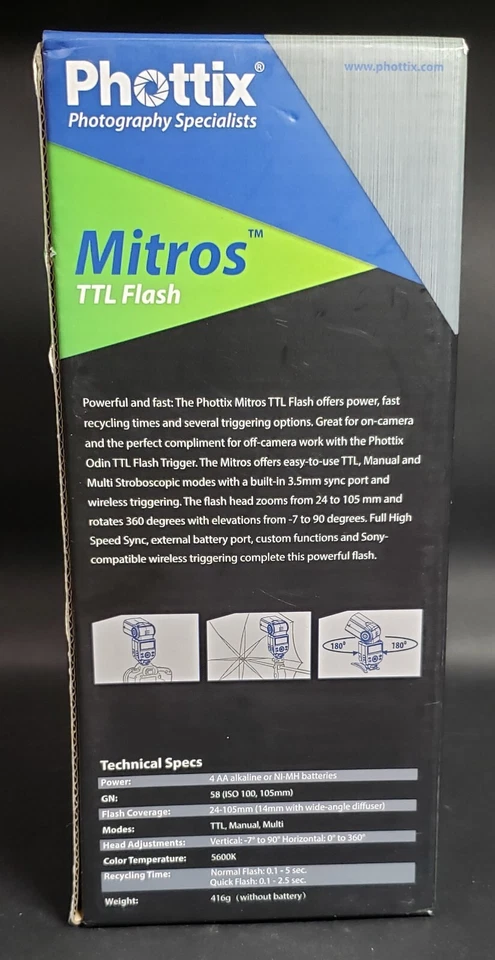 Phottix®
www.phottix.com
Photography Specialists
Mitros™
TTL Flash
Powerful and fast: The Phottix Mitros TTL Flash offers power, fast
recycling times and several triggering options. Great for on-camera
and the perfect compliment for off-camera work with the Phottix
Odin TTL Flash Trigger. The Mitros offers easy-to-use TTL, Manual and
Multi Stroboscopic modes with a built-in 3.5mm sync port and
wireless triggering. The flash head zooms from 24 to 105 mm and
rotates 360 degrees with elevations from -7 to 90 degrees. Full High
Speed Sync, external battery port, custom functions and Sony-
compatible wireless triggering complete this powerful flash.
180° 180°
Technical Specs
Power: 4 AA alkaline or NI-MH batteries
GN: 58 (ISO 100, 105mm)
Flash Coverage: 24-105mm (14mm with wide-angle diffuser)
Modes: TTL, Manual, Multi
Head Adjustments: Vertical: -7° to 90° Horizontal: 0° to 360°
Color Temperature: 5600K
Recycling Time: Normal Flash: 0.1 - 5 sec.
Quick Flash: 0.1 - 2.5 sec.
Weight: 416g (without battery)